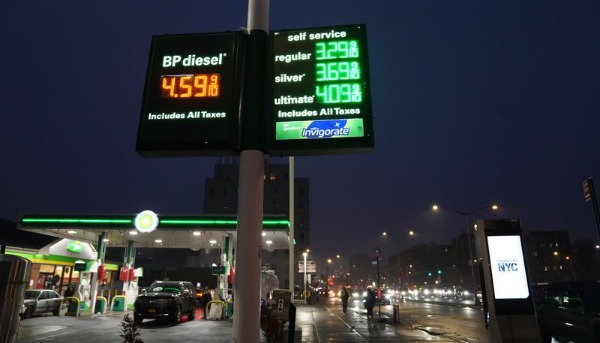 BP diesel
4.59 9/10
Includes All Taxes
self service
regular 3.29 9/10
silver 3.69 9/10
ultimate 4.09 9/10
Includes All Taxes
Invigorate
NYC